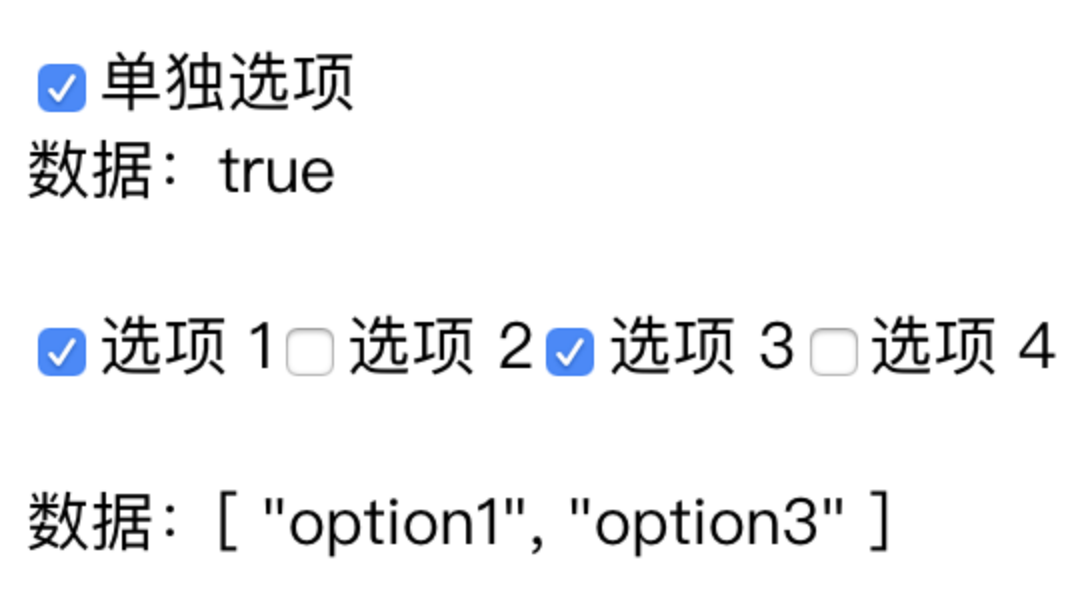 单独选项
数据：true
选项 1 选项 2 选项 3 选项 4
数据：[ "option1", "option3" ]